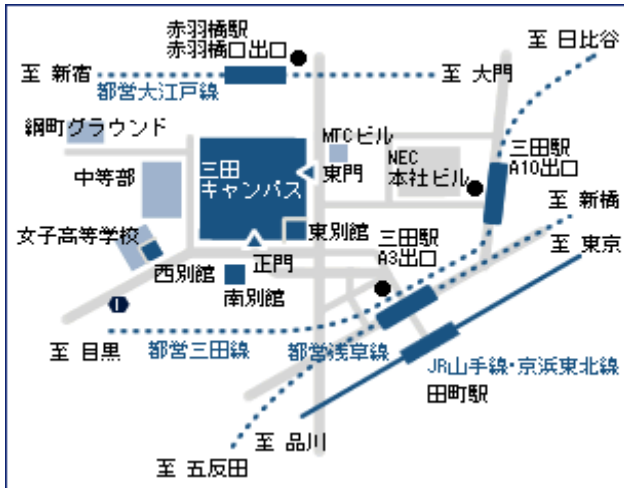 赤羽橋駅
赤羽橋口出口
至 日比谷
至 新宿
至 大門
都営大江戸線
綱町グラウンド
MTCビル
NEC
本社ビル
三田駅
A10出口
中等部
三田
キャンパス
東門
至 新橋
女子高等学校
東別館
三田駅
A3出口
至 東京
西別館
正門
南別館
I
至 目黒
都営三田線
都営浅草線
JR山手線・京浜東北線
田町駅
至 品川
至 五反田